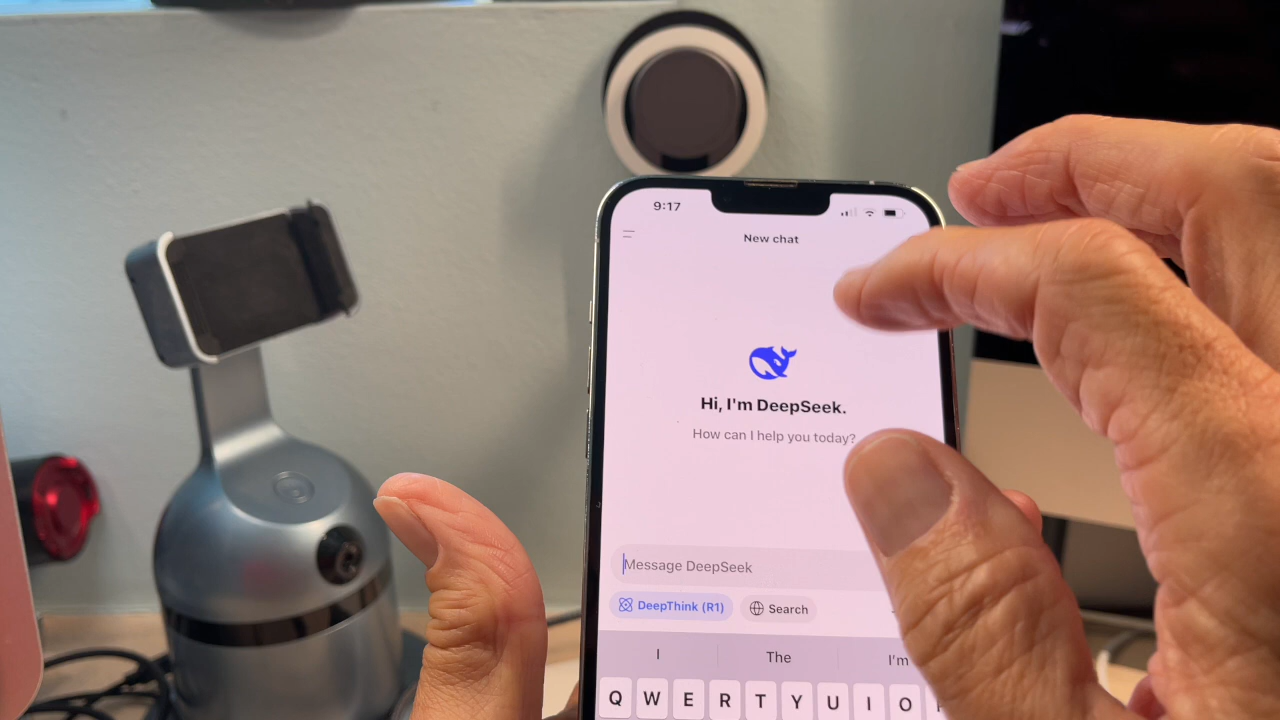 9:17
New chat
Hi, I'm DeepSeek.
How can I help you today?
Message DeepSeek
DeepThink (R1)
Search
I The I'm
Q W E R T Y U I O